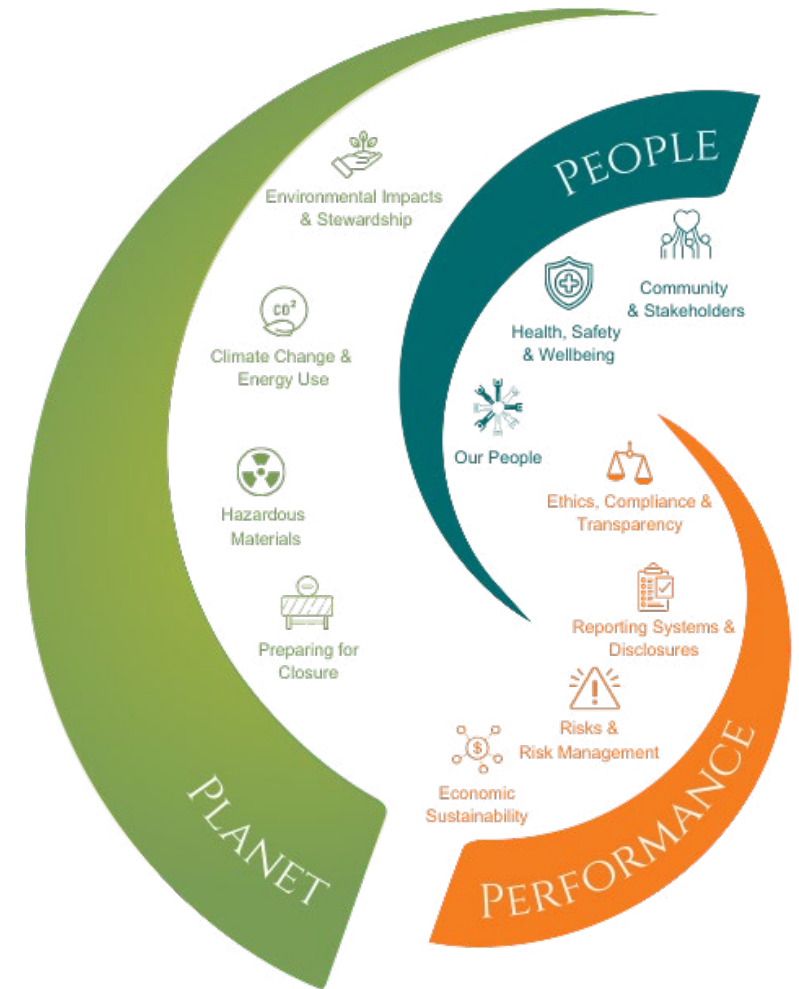 PEOPLE
Environmental Impacts
& Stewardship
Community
& Stakeholders
Health, Safety
& Wellbeing
CO²
Climate Change &
Energy Use
Our People
Ethics, Compliance &
Transparency
Hazardous
Materials
Reporting Systems &
Disclosures
Preparing for
Closure
Risks &
Risk Management
$
Economic
Sustainability
PLANET
PERFORMANCE